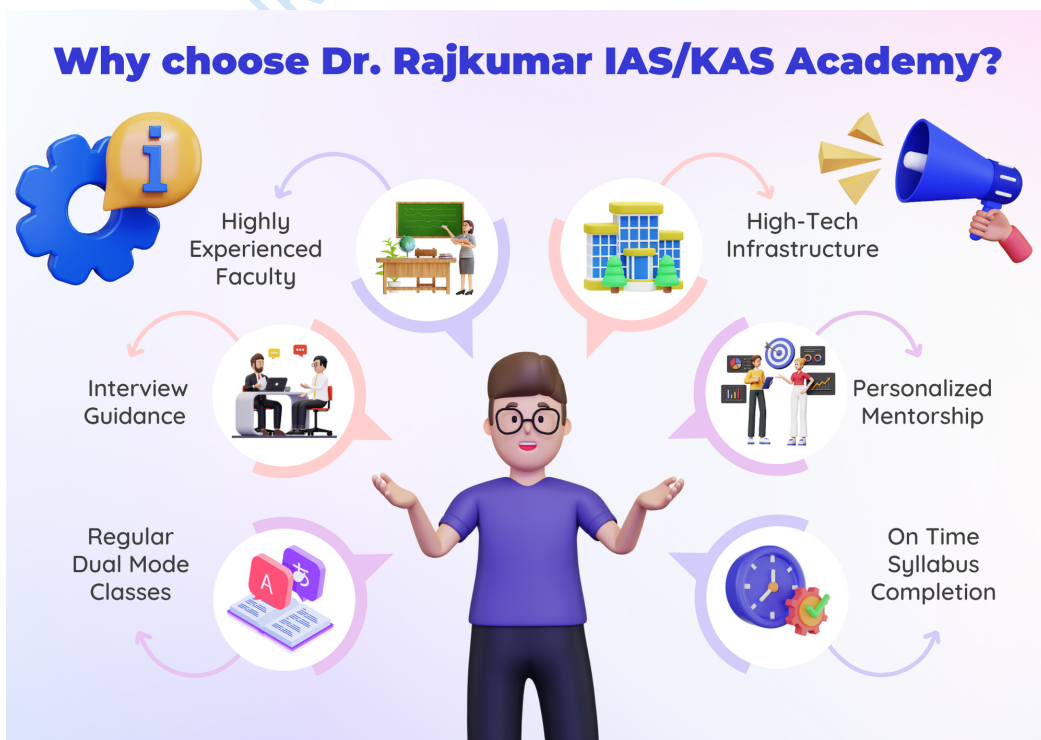 Why choose Dr. Rajkumar IAS/KAS Academy?
i
Highly
Experienced
Faculty
High-Tech
Infrastructure
Interview
Guidance
Personalized
Mentorship
Regular
Dual Mode
Classes
A
あ
On Time
Syllabus
Completion